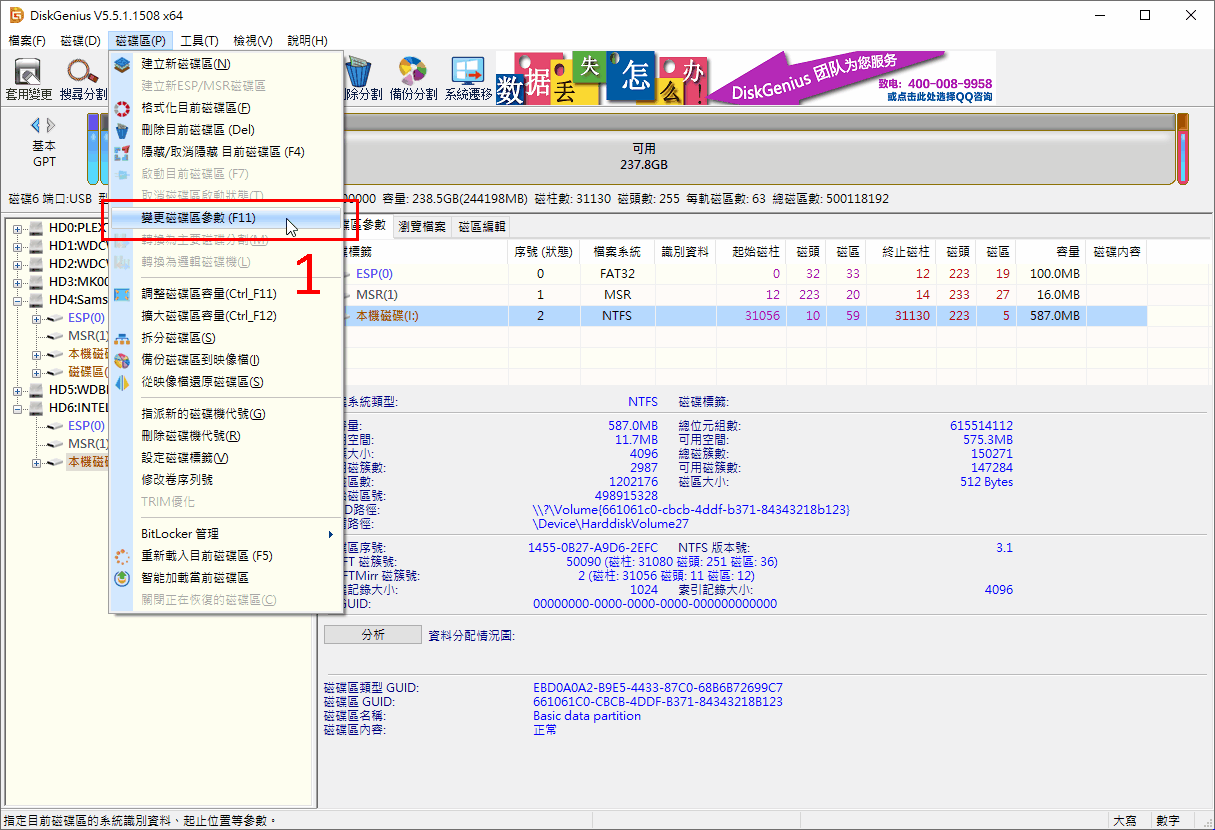 DiskGenius V5.5.1.1508 x64
檔案(F) 磁碟(D) 磁碟區(P) 工具(T) 檢視(V) 說明(H)
套用變更 搜尋分割 除分割 備份分割 系統遷移
数据丢失怎么办!
DiskGenius 团队为您服务
致电: 400-008-9958
或点击此处选择QQ咨询
基本
GPT
可用
237.8GB
磁碟6 端口:USB 00000 容量: 238.5GB(244198MB) 磁柱數: 31130 磁頭數: 255 每軌磁區數: 63 總磁區數: 500118192
建立新磁碟區(N)
建立新ESP/MSR磁碟區
格式化目前磁碟區(F)
刪除目前磁碟區 (Del)
隱藏/取消隱藏 目前磁碟區 (F4)
啟動目前磁碟區 (F7)
取消磁碟區啟動狀態(T)
變更磁碟區參數 (F11)
轉換為主要磁碟分割(M)
轉換為邏輯磁碟機(L)
1
調整磁碟區容量(Ctrl_F11)
擴大磁碟區容量(Ctrl_F12)
拆分磁碟區(S)
備份磁碟區到映像檔(I)
從映像檔還原磁碟區(S)
指派新的磁碟機代號(G)
刪除磁碟機代號(R)
設定磁碟標籤(V)
修改卷序列號
TRIM優化
BitLocker 管理
重新載入目前磁碟區 (F5)
智能加載當前磁碟區
關閉正在恢復的磁碟區(C)
HD0:PLEX
HD1:WDC
HD2:WDC
HD3:MK00
HD4:Sams
ESP(0)
MSR(1)
本機磁碟
磁碟區(
HD5:WDBI
HD6:INTEL
ESP(0)
MSR(1)
本機磁碟
區參數 瀏覽檔案 磁區編輯
標籤 序號 (狀態) 檔案系統 識別資料 起始磁柱 磁頭 磁區 終止磁柱 磁頭 磁區 容量 磁碟內容
ESP(0) 0 FAT32 0 32 33 12 223 19 100.0MB
MSR(1) 1 MSR 12 223 20 14 233 27 16.0MB
本機磁碟(I:) 2 NTFS 31056 10 59 31130 223 5 587.0MB
系統類型: NTFS 磁碟標籤:
量: 587.0MB 總位元組數: 615514112
用空間: 11.7MB 可用空間: 575.3MB
大小: 4096 總磁簇數: 150271
用磁簇數: 2987 可用磁簇數: 147284
區數: 1202176 磁區大小: 512 Bytes
磁區號: 498915328
D路徑: \\?\Volume{661061c0-cbcb-4ddf-b371-84343218b123}
路徑: \Device\HarddiskVolume27
區序號: 1455-0B27-A9D6-2EFC NTFS 版本號: 3.1
FT 磁簇號: 50090 (磁柱: 31080 磁頭: 251 磁區: 36)
FTMirr 磁簇號: 2 (磁柱: 31056 磁頭: 11 磁區: 12)
記錄大小: 1024 索引記錄大小: 4096
GUID: 00000000-0000-0000-0000-000000000000
分析 資料分配情況圖:
磁碟區類型 GUID: EBD0A0A2-B9E5-4433-87C0-68B6B72699C7
磁碟區 GUID: 661061C0-CBCB-4DDF-B371-84343218B123
磁碟區名稱: Basic data partition
磁碟區內容: 正常
指定目前磁碟區的系統識別資料、起止位置等參數。 大寫 數字